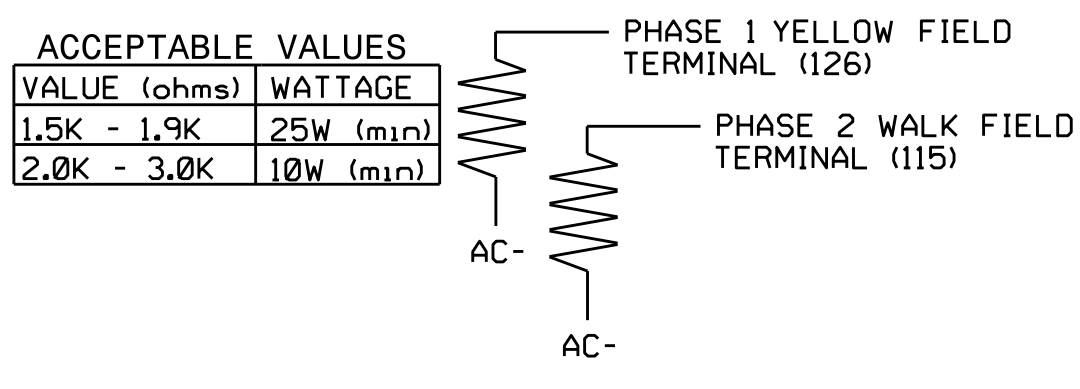 ACCEPTABLE VALUES
VALUE (ohms) WATTAGE
1.5K - 1.9K 25W (min)
2.0K - 3.0K 10W (min)
PHASE 1 YELLOW FIELD
TERMINAL (126)
PHASE 2 WALK FIELD
TERMINAL (115)
AC-
AC-